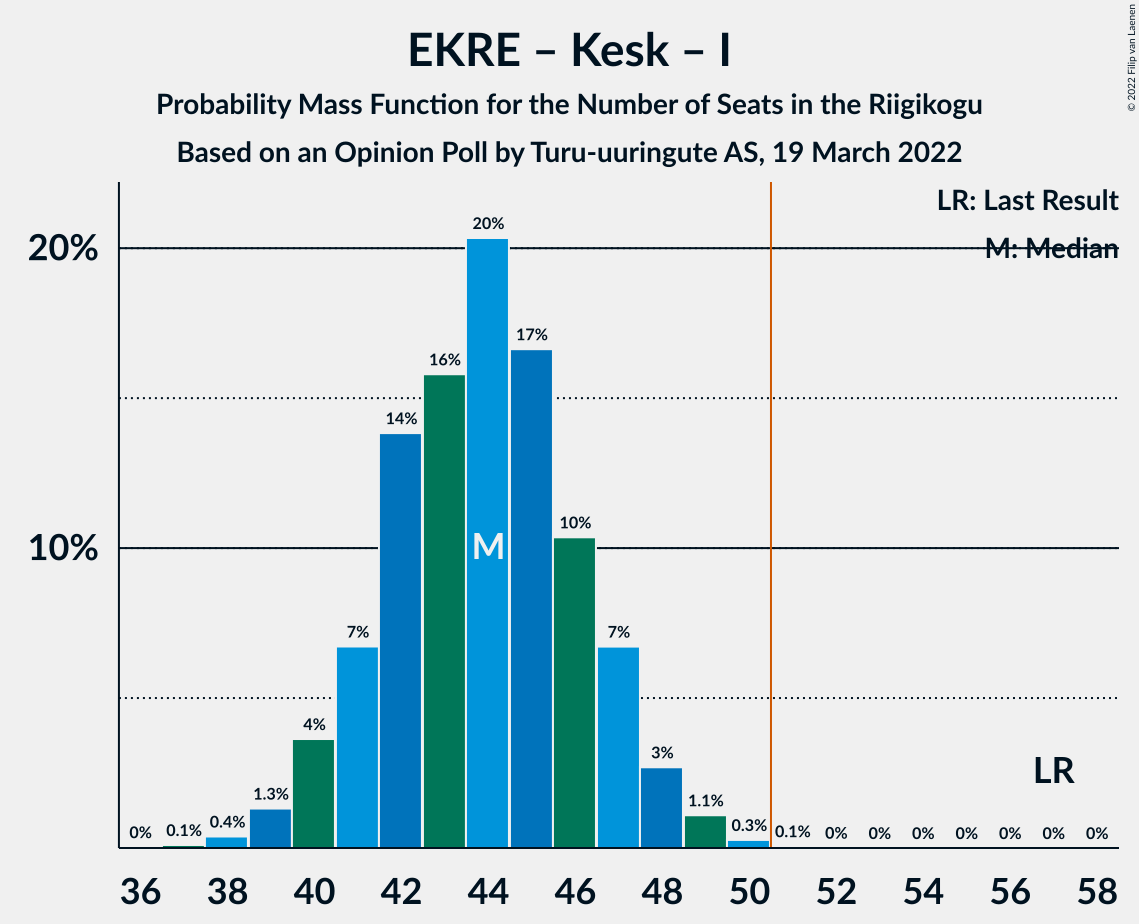 EKRE – Kesk – I
Probability Mass Function for the Number of Seats in the Riigikogu
Based on an Opinion Poll by Turu-uuringute AS, 19 March 2022
© 2022 Filip van Laenen
LR: Last Result
M: Median
20%
10%
0% 0.1% 0.4% 1.3% 4% 7% 14% 16% 20% 17% 10% 7% 3% 1.1% 0.3% 0.1% 0% 0% 0% 0% 0% 0% 0%
M
LR
36 38 40 42 44 46 48 50 52 54 56 58